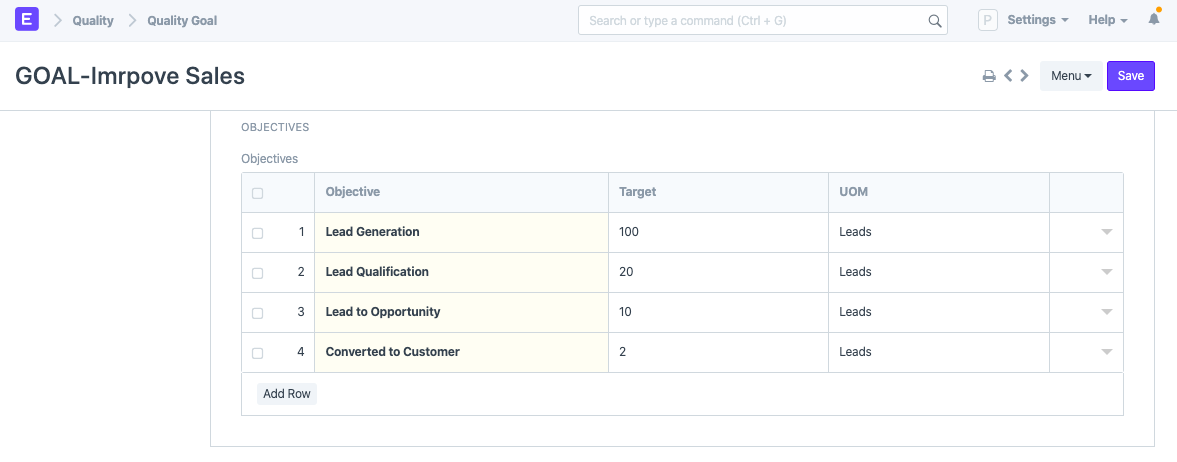 E Quality Quality Goal Search or type a command (Ctrl + G) P Settings Help
GOAL-Imrpove Sales Menu Save
OBJECTIVES
Objectives
Objective Target UOM
1 Lead Generation 100 Leads
2 Lead Qualification 20 Leads
3 Lead to Opportunity 10 Leads
4 Converted to Customer 2 Leads
Add Row